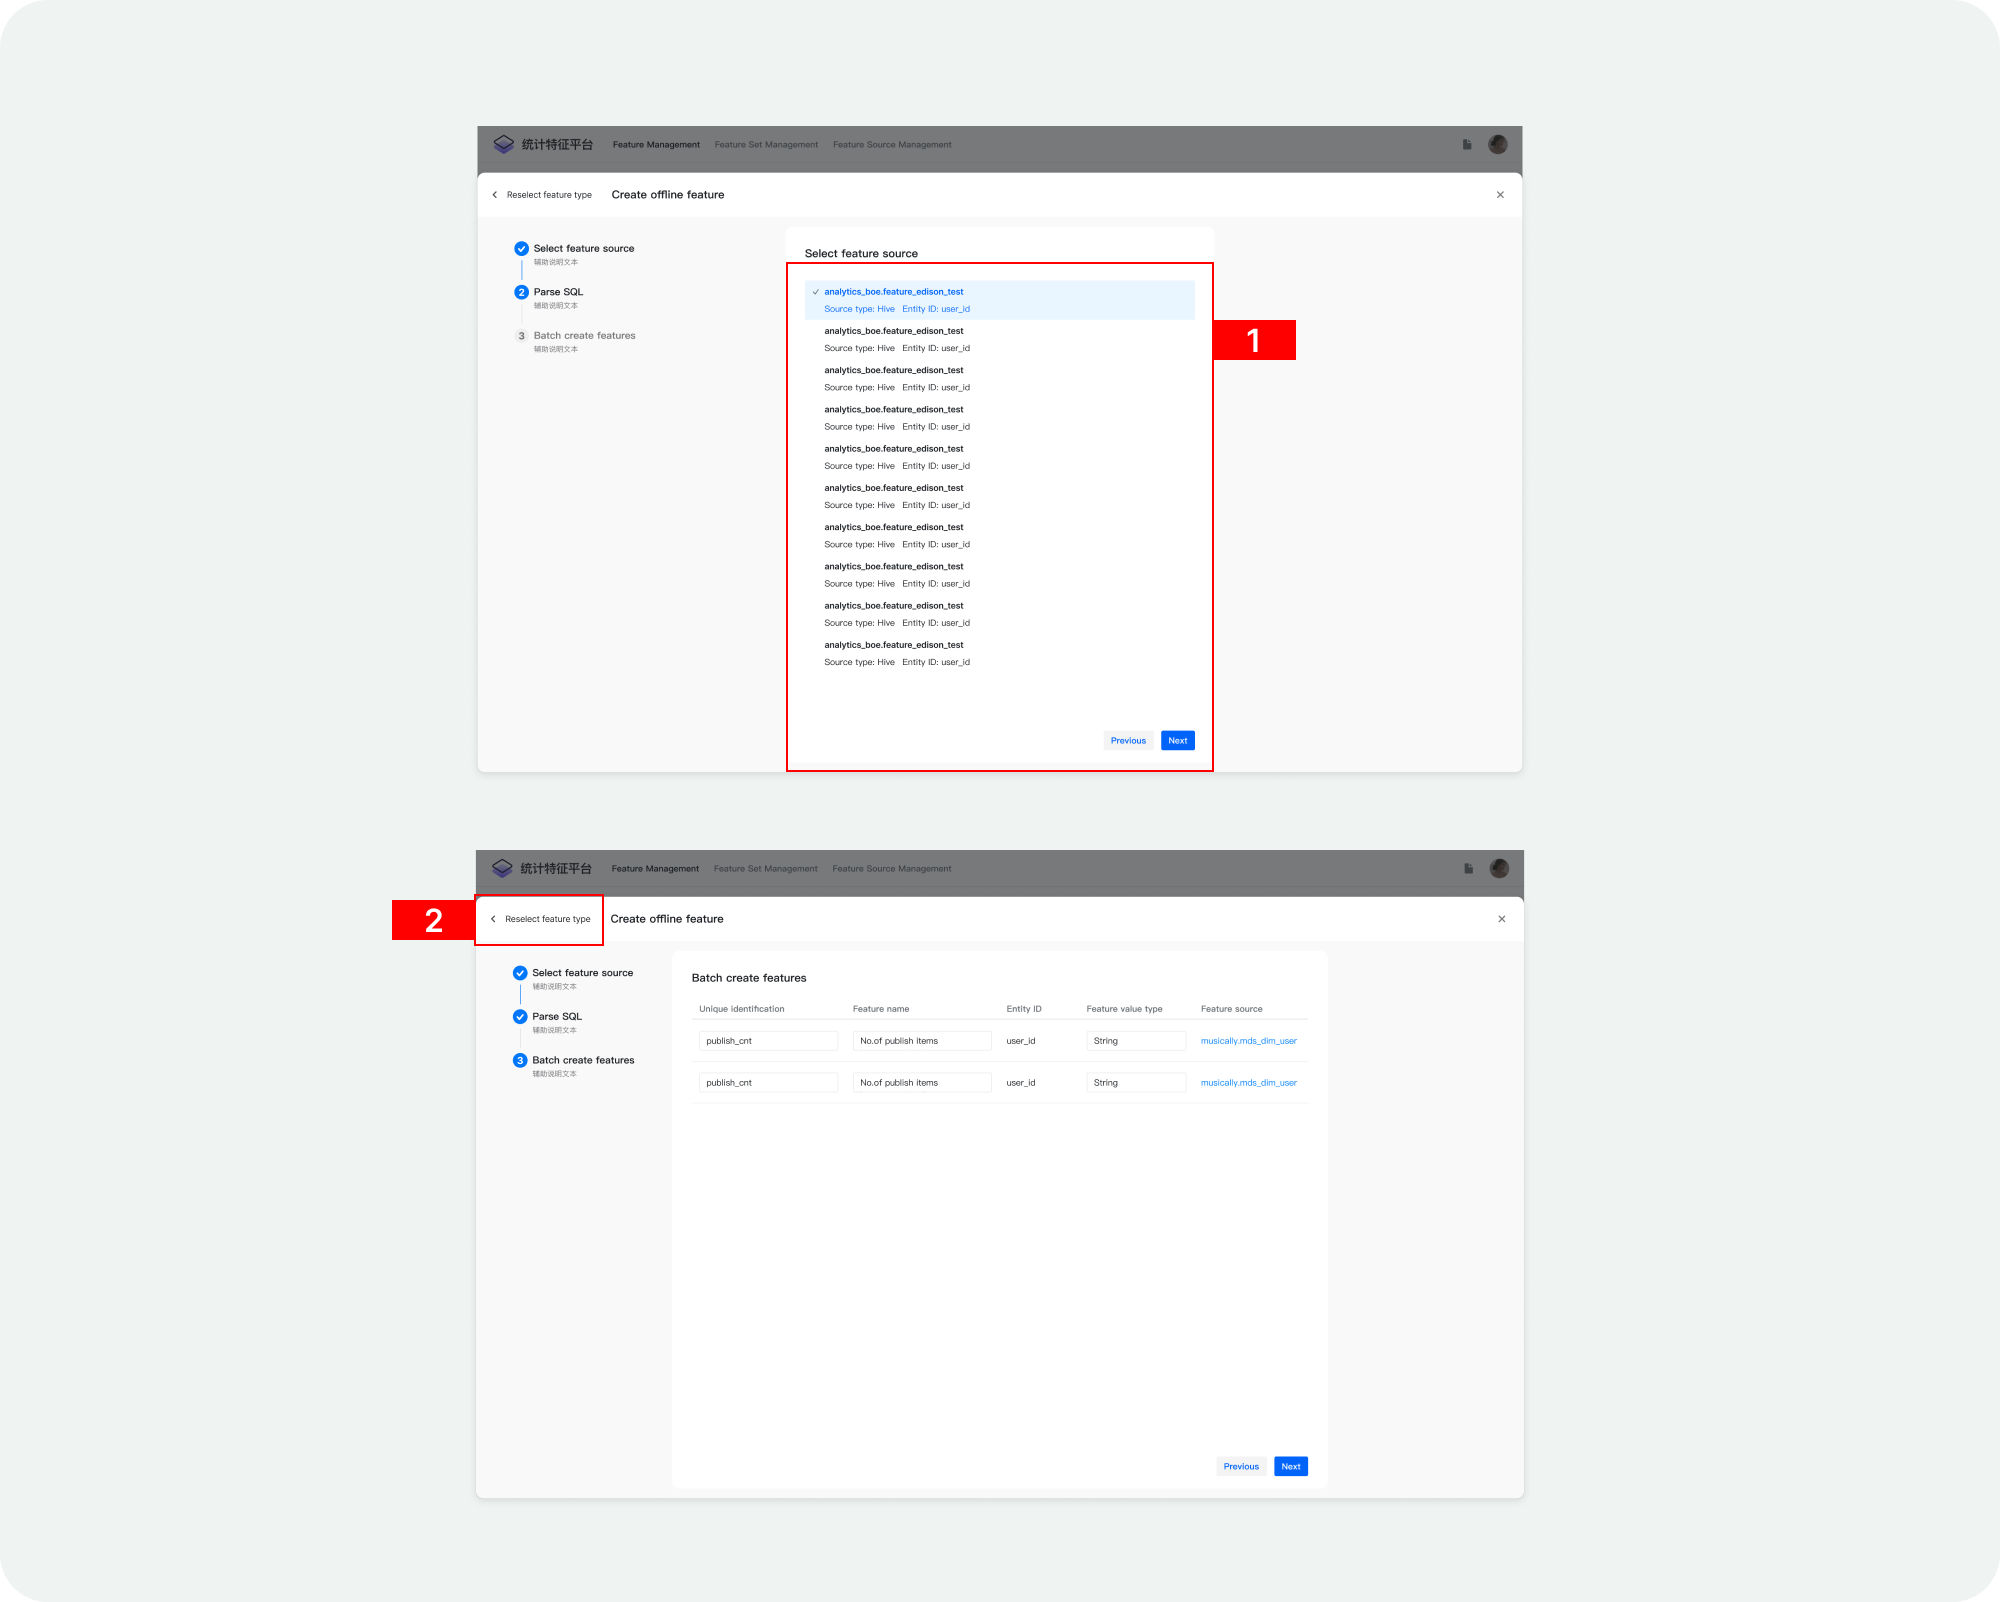 统计特征平台 Feature Management Feature Set Management Feature Source Management
Reselect feature type Create offline feature
Select feature source
辅助说明文本
2 Parse SQL
辅助说明文本
3 Batch create features
辅助说明文本
Select feature source
analytics_boe.feature_edison_test
Source type: Hive Entity ID: user_id
analytics_boe.feature_edison_test
Source type: Hive Entity ID: user_id
analytics_boe.feature_edison_test
Source type: Hive Entity ID: user_id
analytics_boe.feature_edison_test
Source type: Hive Entity ID: user_id
analytics_boe.feature_edison_test
Source type: Hive Entity ID: user_id
analytics_boe.feature_edison_test
Source type: Hive Entity ID: user_id
analytics_boe.feature_edison_test
Source type: Hive Entity ID: user_id
analytics_boe.feature_edison_test
Source type: Hive Entity ID: user_id
analytics_boe.feature_edison_test
Source type: Hive Entity ID: user_id
analytics_boe.feature_edison_test
Source type: Hive Entity ID: user_id
Previous Next
1
统计特征平台 Feature Management Feature Set Management Feature Source Management
2
Reselect feature type Create offline feature
Select feature source
辅助说明文本
Parse SQL
辅助说明文本
3 Batch create features
辅助说明文本
Batch create features
Unique identification Feature name Entity ID Feature value type Feature source
publish_cnt No.of publish items user_id String musically.mds_dim_user
publish_cnt No.of publish items user_id String musically.mds_dim_user
Previous Next